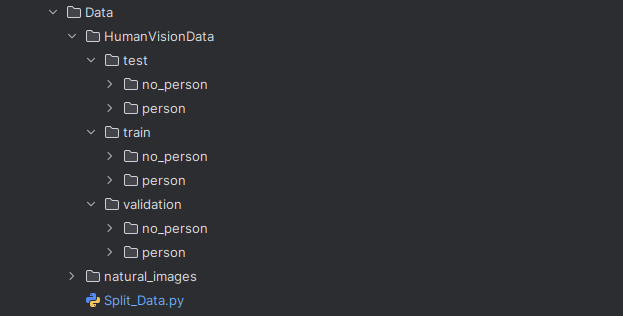 Data
HumanVisionData
test
no_person
person
train
no_person
person
validation
no_person
person
natural_images
Split_Data.py